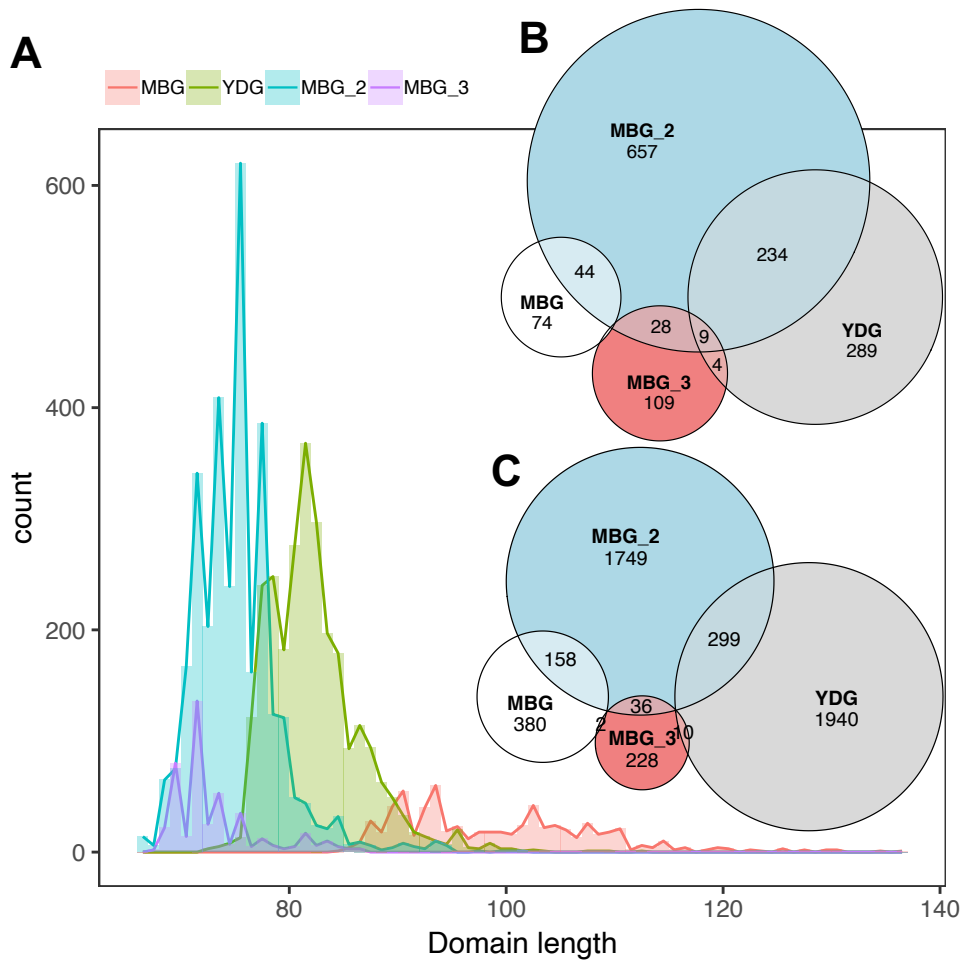 A
MBG YDG MBG_2 MBG_3
B
MBG_2
657
234
44
MBG
74
28
9
YDG
289
4
MBG_3
109
C
MBG_2
1749
299
158
MBG
380
YDG
1940
36
2
10
MBG_3
228
600
400
200
0
count
80 100 120 140
Domain length